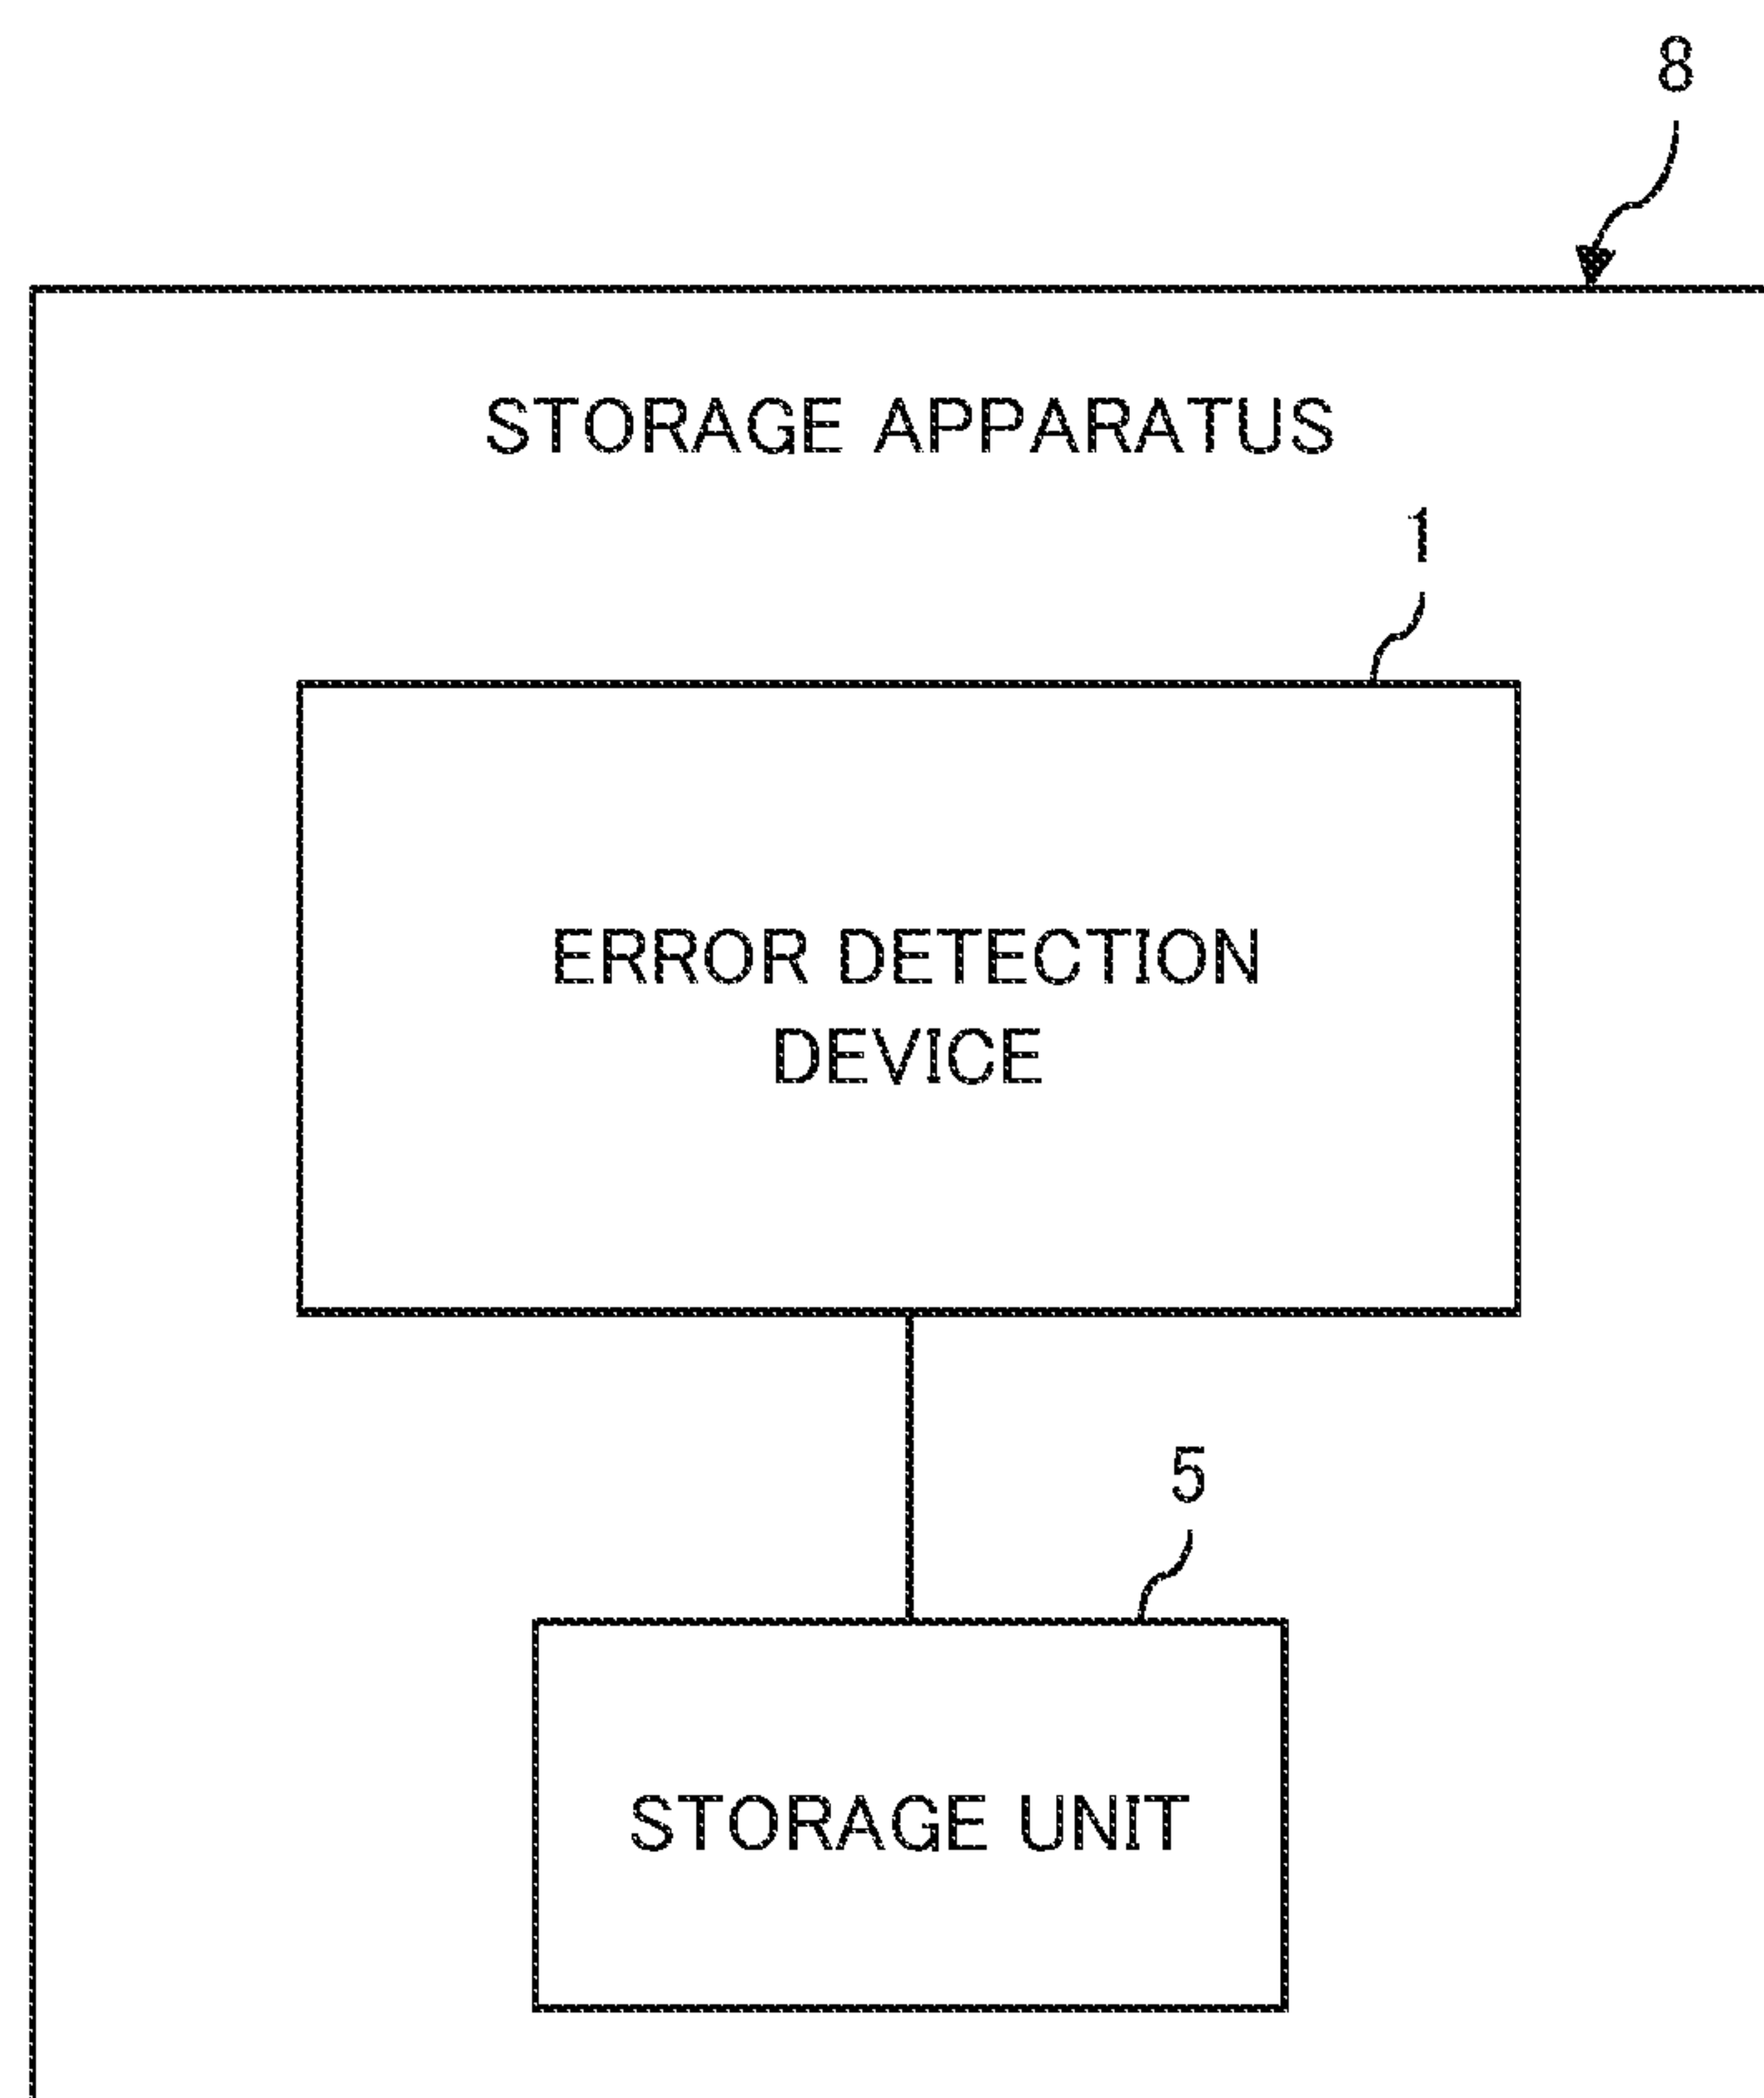 8
STORAGE APPARATUS
1
ERROR DETECTION
DEVICE
5
STORAGE UNIT